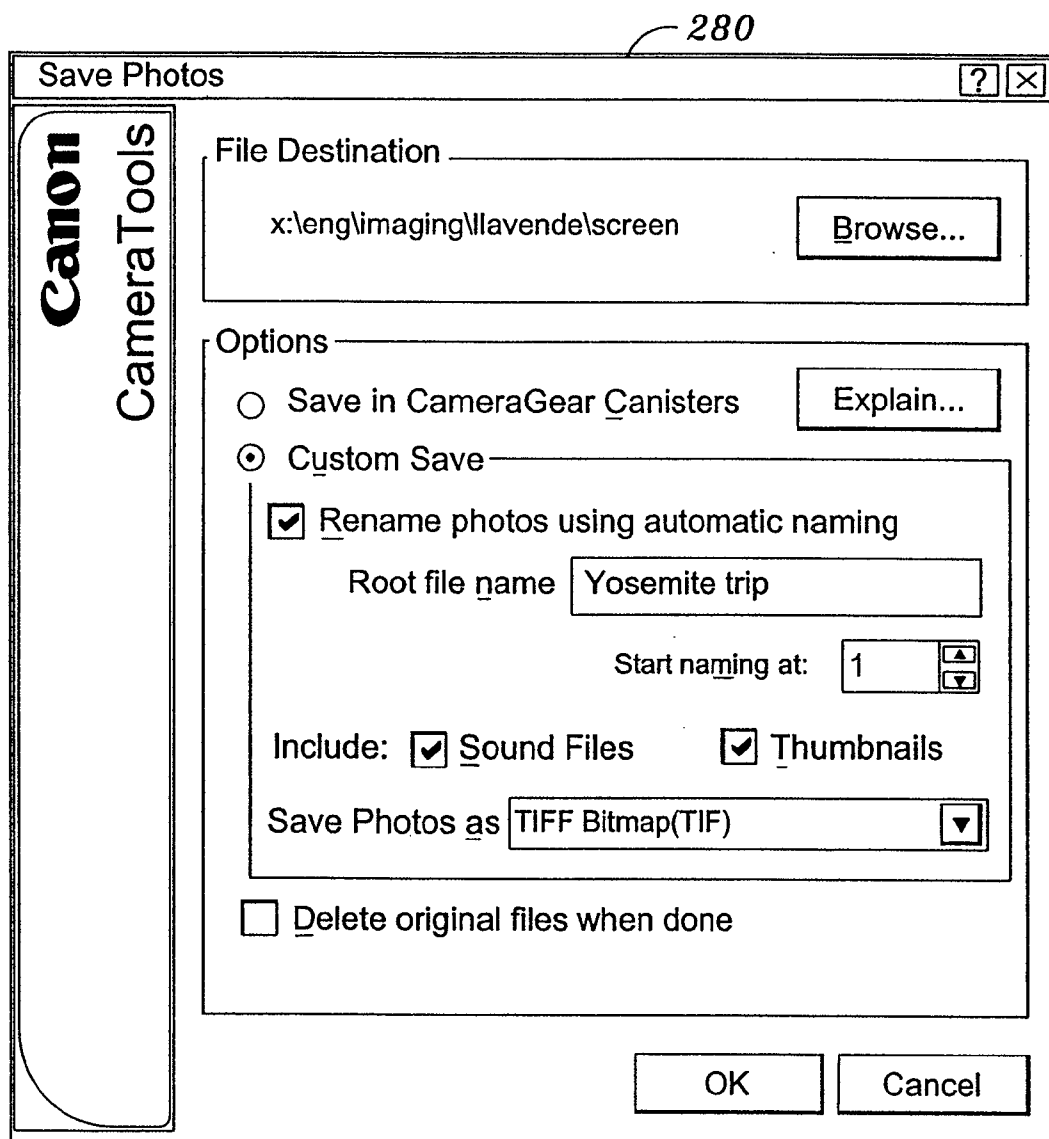 280
Save Photos ? ×
Canon
CameraTools
File Destination
x:\eng\imaging\llavende\screen
Browse...
Options
Save in CameraGear Canisters
Explain...
Custom Save
Rename photos using automatic naming
Root file name Yosemite trip
Start naming at: 1
Include: Sound Files Thumbnails
Save Photos as TIFF Bitmap(TIF)
Delete original files when done
OK Cancel